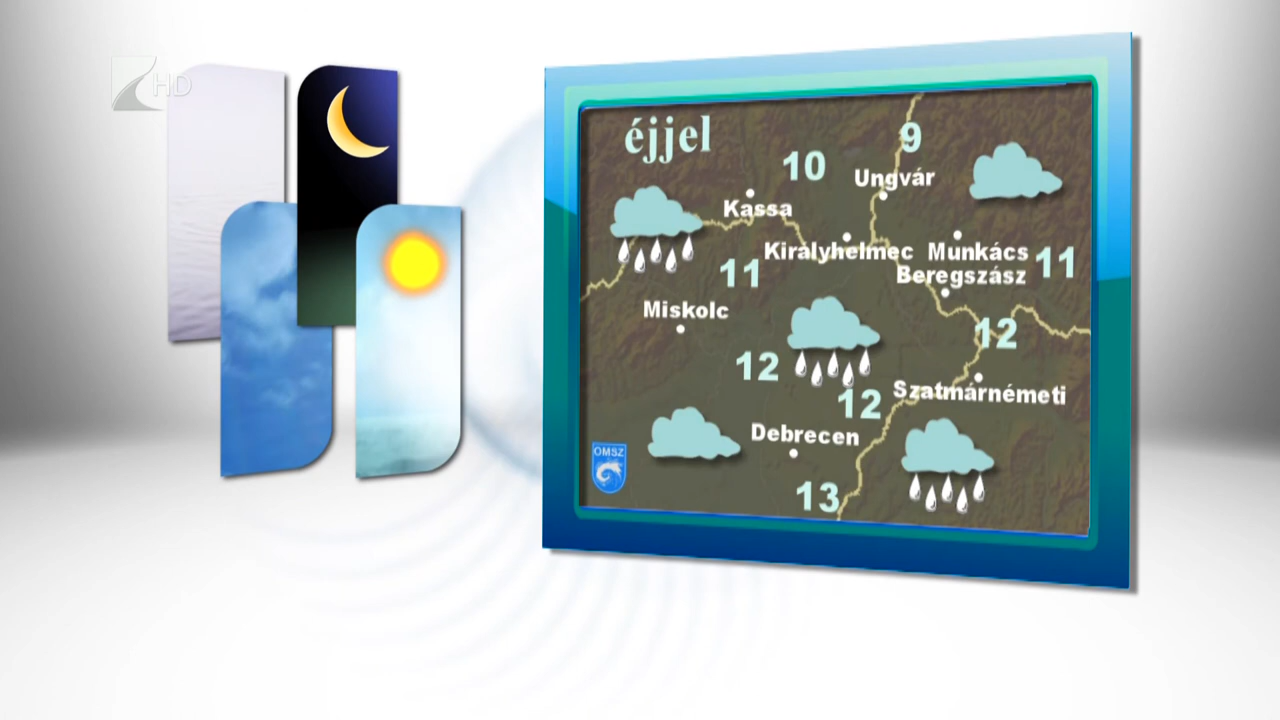 HD
éjjel
9
10
Ungvár
Kassa
Királyhelmec
Munkács
11
11
Beregszász
Miskolc
12
12
12
Szatmárnémeti
Debrecen
OMSZ
13